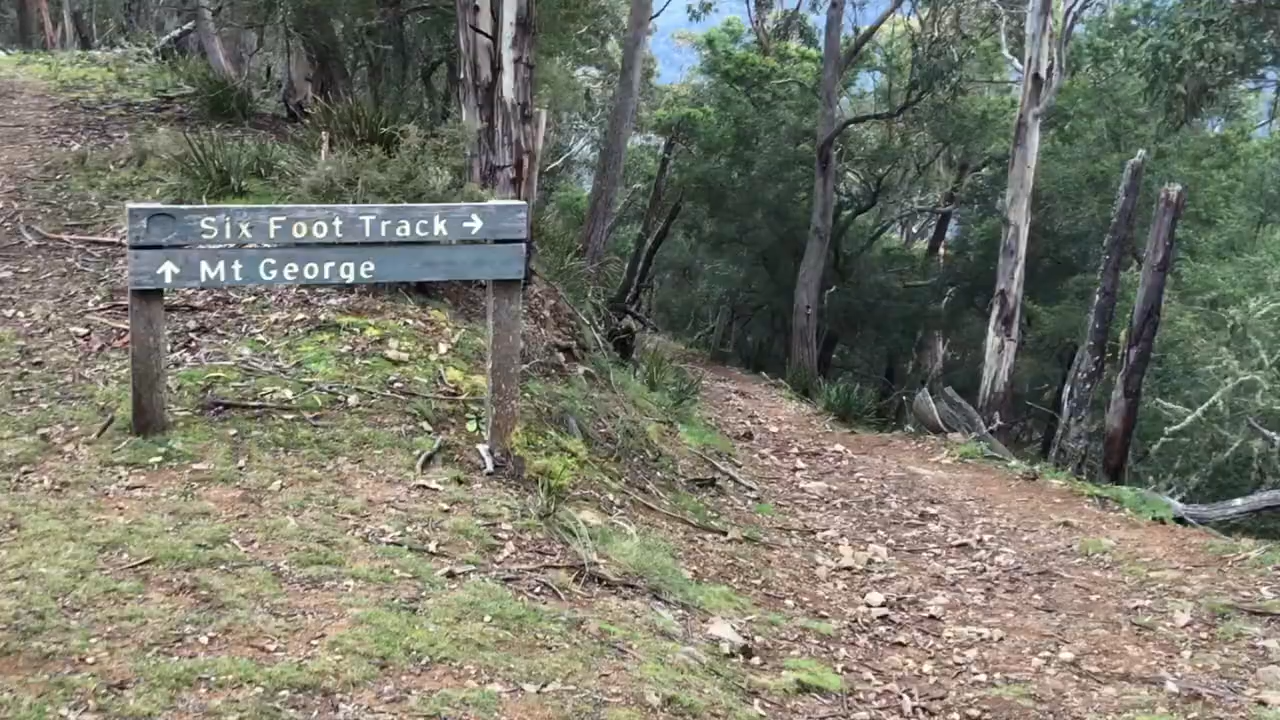 Six Foot Track →
↑ Mt George